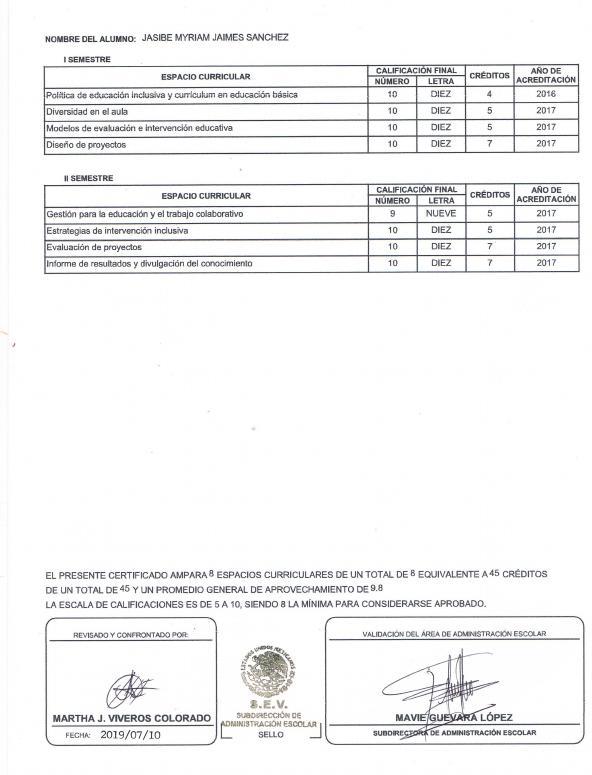 NOMBRE DEL ALUMNO: JASIBE MYRIAM JAIMES SANCHEZ
I SEMESTRE
ESPACIO CURRICULAR CALIFICACIÓN FINAL CRÉDITOS AÑO DE ACREDITACIÓN
NÚMERO LETRA
Política de educación inclusiva y currículum en educación básica 10 DIEZ 4 2016
Diversidad en el aula 10 DIEZ 5 2017
Modelos de evaluación e intervención educativa 10 DIEZ 5 2017
Diseño de proyectos 10 DIEZ 7 2017
II SEMESTRE
ESPACIO CURRICULAR CALIFICACIÓN FINAL CRÉDITOS AÑO DE ACREDITACIÓN
NÚMERO LETRA
Gestión para la educación y el trabajo colaborativo 9 NUEVE 5 2017
Estrategias de intervención inclusiva 10 DIEZ 5 2017
Evaluación de proyectos 10 DIEZ 7 2017
Informe de resultados y divulgación del conocimiento 10 DIEZ 7 2017
EL PRESENTE CERTIFICADO AMPARA 8 ESPACIOS CURRICULARES DE UN TOTAL DE 8 EQUIVALENTE A 45 CRÉDITOS
DE UN TOTAL DE 45 Y UN PROMEDIO GENERAL DE APROVECHAMIENTO DE 9.8
LA ESCALA DE CALIFICACIONES ES DE 5 A 10, SIENDO 8 LA MÍNIMA PARA CONSIDERARSE APROBADO.
REVISADO Y CONFRONTADO POR:
MARTHA J. VIVEROS COLORADO
FECHA: 2019/07/10
ESTADOS UNIDOS MEXICANOS
S.E.V.
SUBDIRECCIÓN DE
ADMINISTRACIÓN ESCOLAR
SELLO
VALIDACIÓN DEL ÁREA DE ADMINISTRACIÓN ESCOLAR
MAVIE GUEVARA LÓPEZ
SUBDIRECTORA DE ADMINISTRACIÓN ESCOLAR